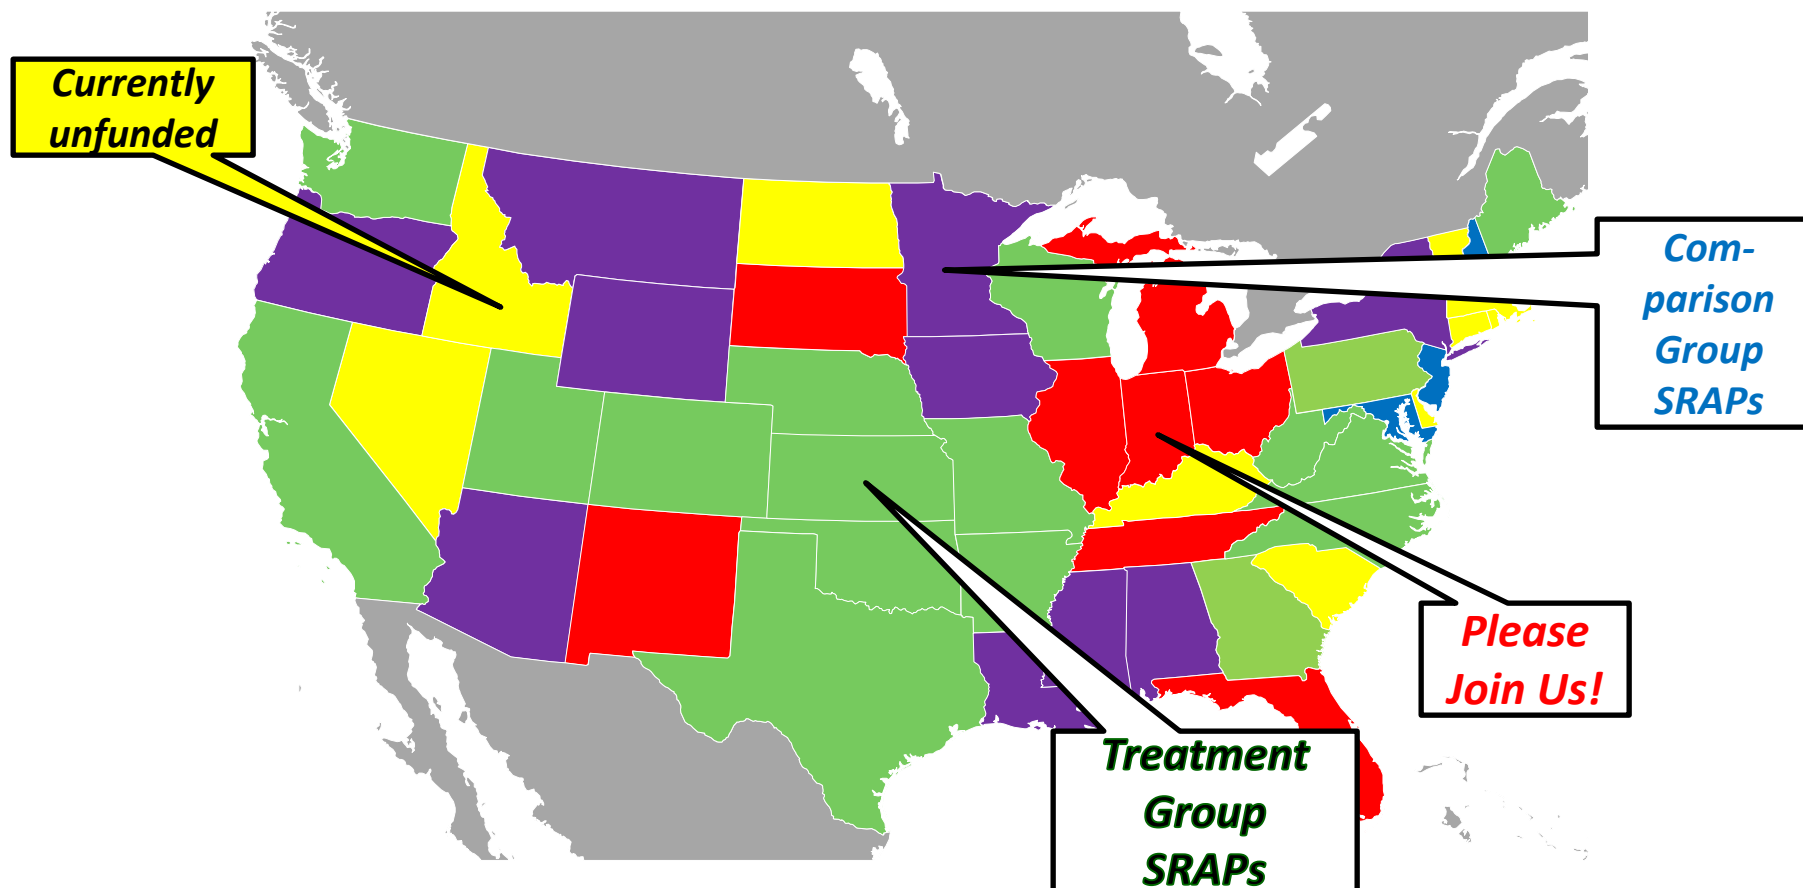 Currently
unfunded
Com-
parison
Group
SRAPs
Please
Join Us!
Treatment
Group
SRAPs